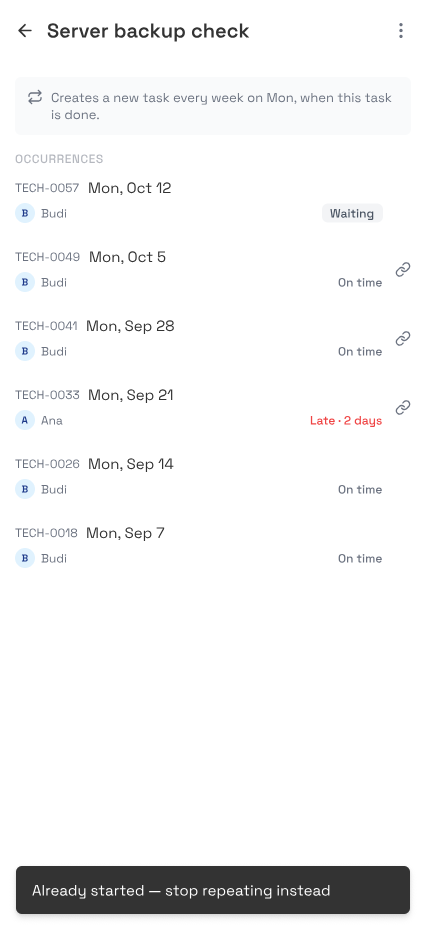 Server backup check
Creates a new task every week on Mon, when this task
is done.
OCCURRENCES
TECH-0057 Mon, Oct 12
B Budi Waiting
TECH-0049 Mon, Oct 5
B Budi On time
TECH-0041 Mon, Sep 28
B Budi On time
TECH-0033 Mon, Sep 21
A Ana Late · 2 days
TECH-0026 Mon, Sep 14
B Budi On time
TECH-0018 Mon, Sep 7
B Budi On time
Already started — stop repeating instead